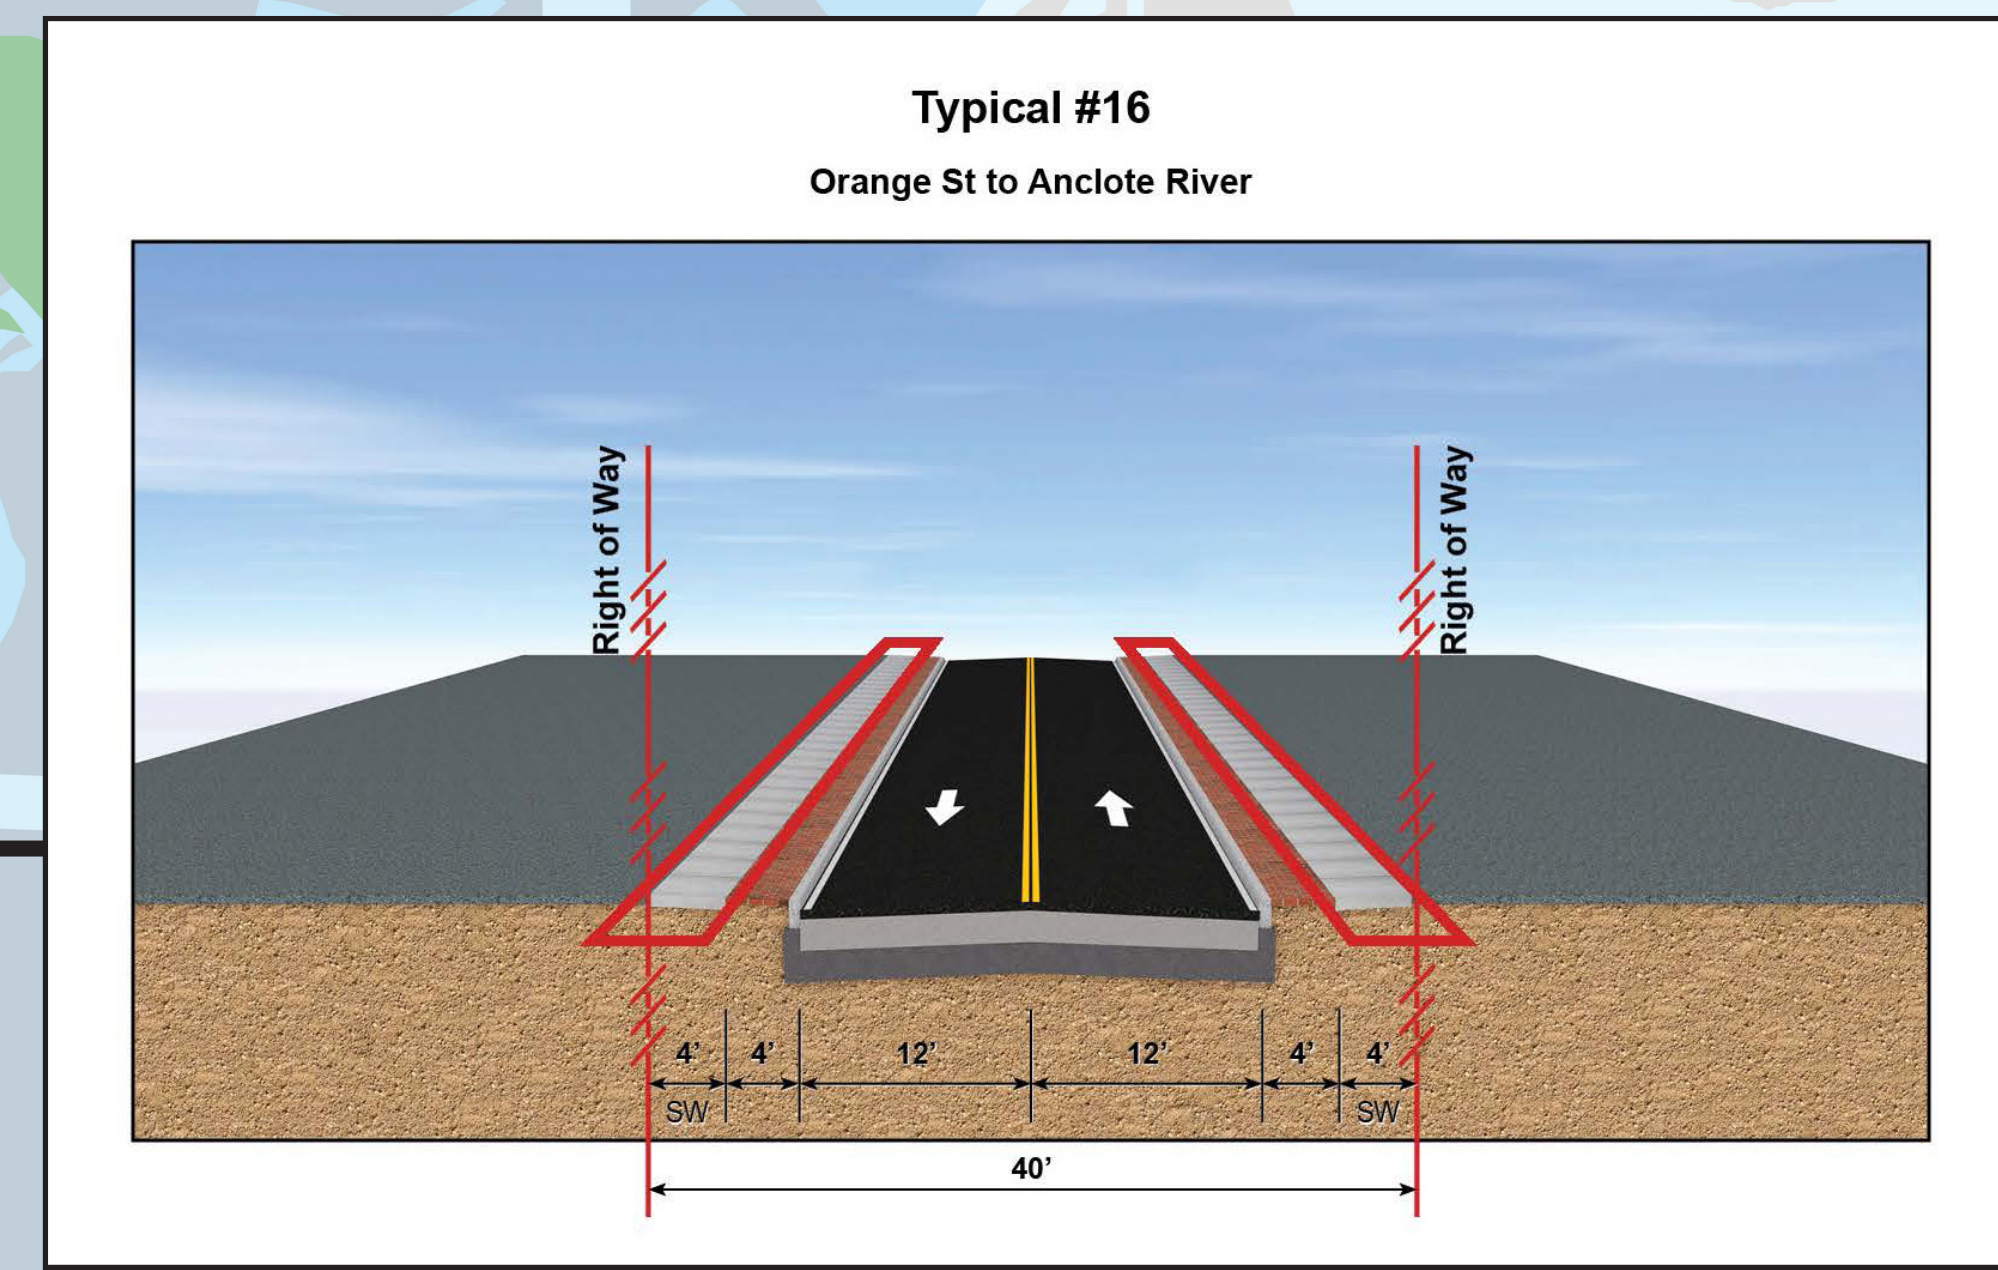 Typical #16
Orange St to Anclote River
Right of Way
Right of Way
4’ 4’ 12’ 12’ 4’ 4’
SW SW
40’